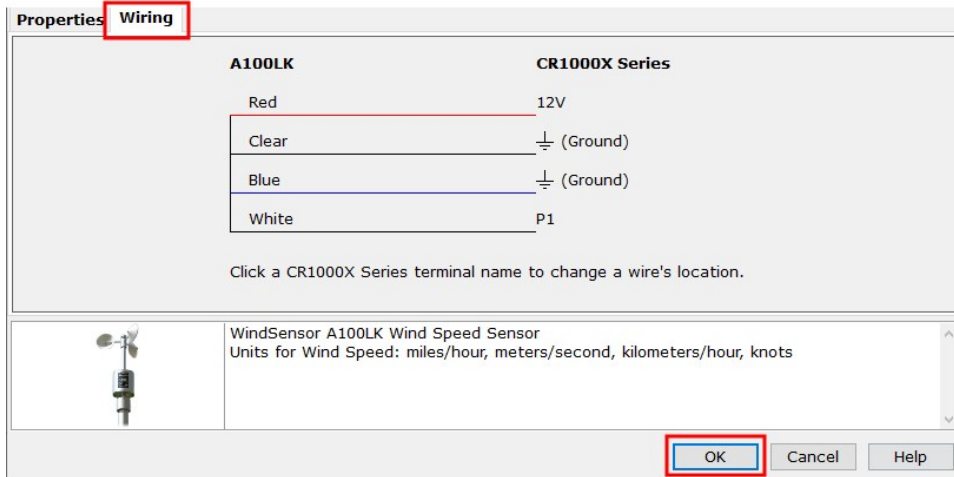 Properties Wiring
A100LK CR1000X Series
Red 12V
Clear (Ground)
Blue (Ground)
White P1
Click a CR1000X Series terminal name to change a wire's location.
WindSensor A100LK Wind Speed Sensor
Units for Wind Speed: miles/hour, meters/second, kilometers/hour, knots
OK Cancel Help